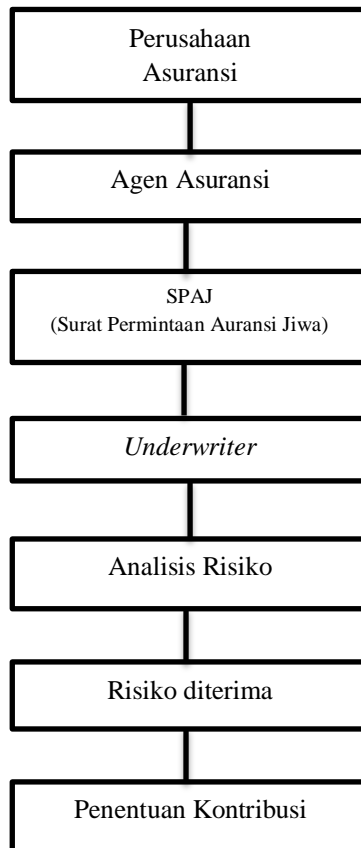 Perusahaan
Asuransi
Agen Asuransi
SPAJ
(Surat Permintaan Auransi Jiwa)
Underwriter
Analisis Risiko
Risiko diterima
Penentuan Kontribusi